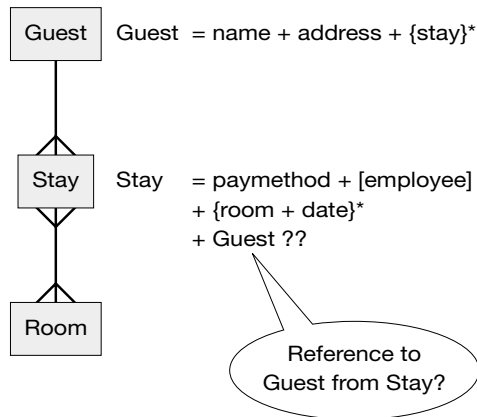 Guest Guest = name + address + {stay}*
Stay Stay = paymethod + [employee]
+ {room + date}*
+ Guest ??
Room
Reference to
Guest from Stay?